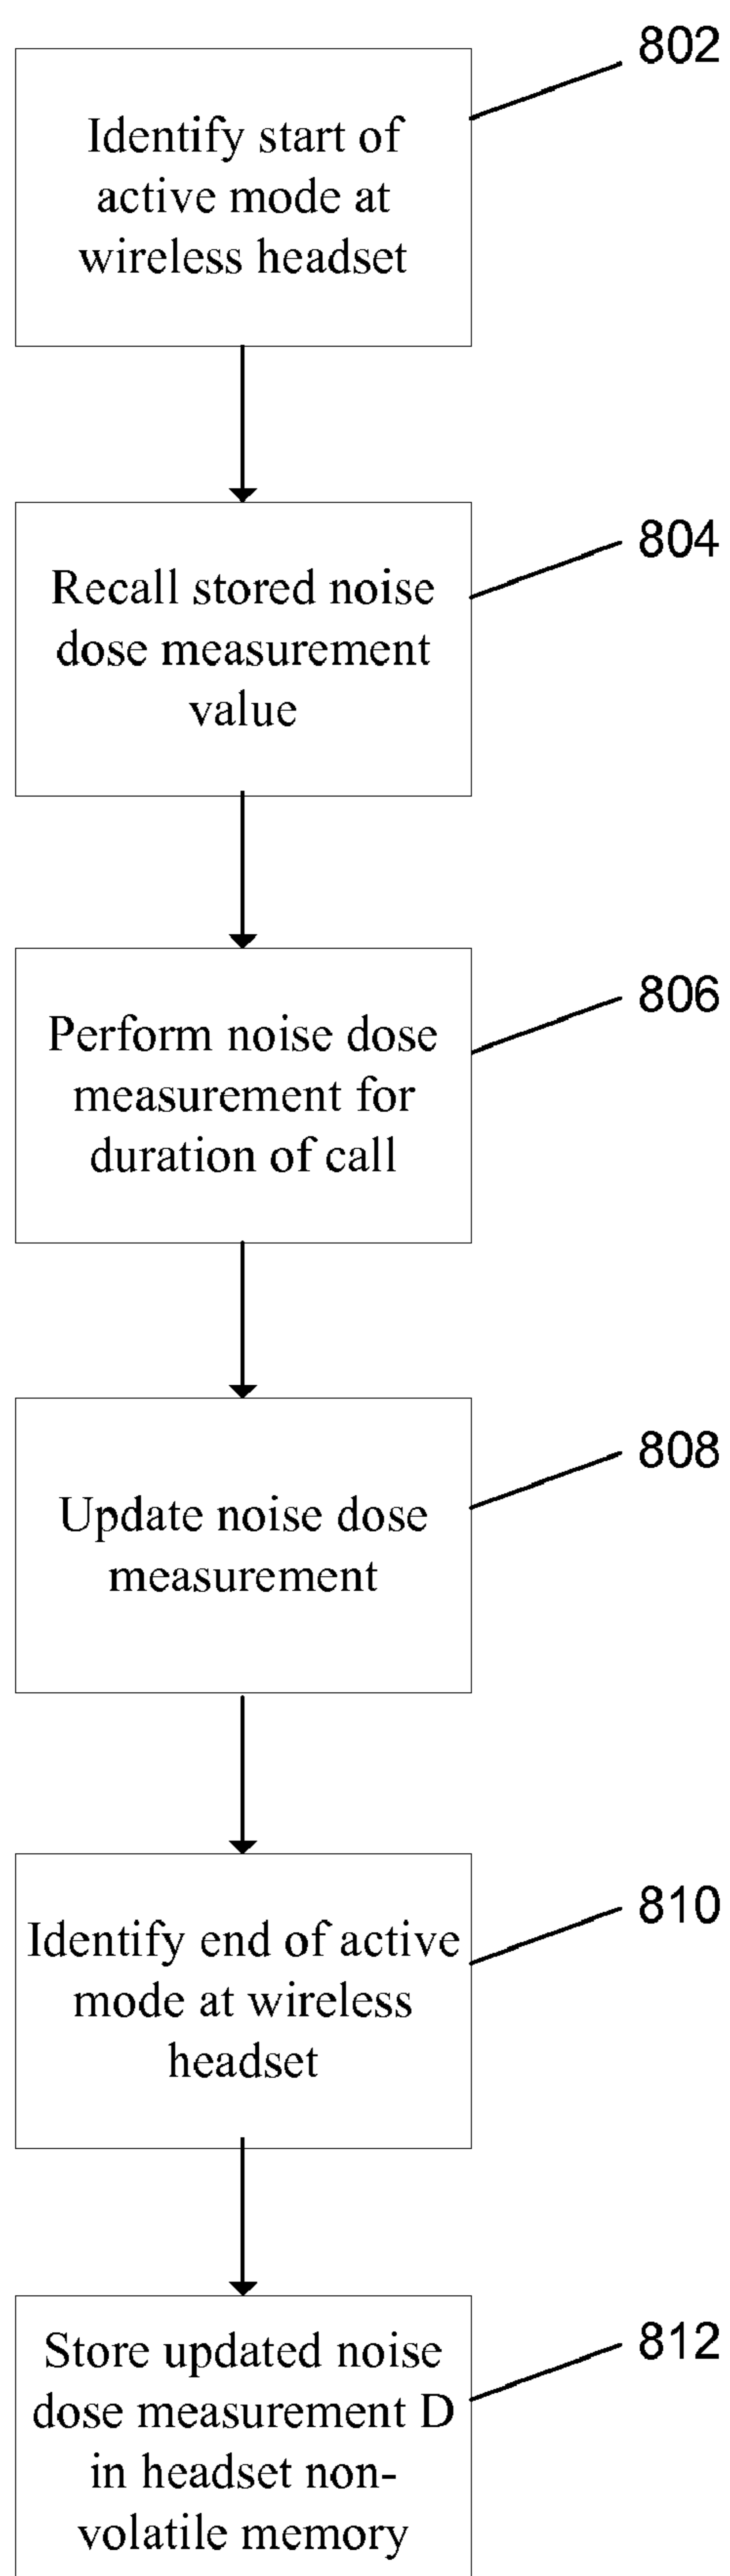 802
Identify start of
active mode at
wireless headset
804
Recall stored noise
dose measurement
value
806
Perform noise dose
measurement for
duration of call
808
Update noise dose
measurement
810
Identify end of active
mode at wireless
headset
812
Store updated noise
dose measurement D
in headset non-
volatile memory